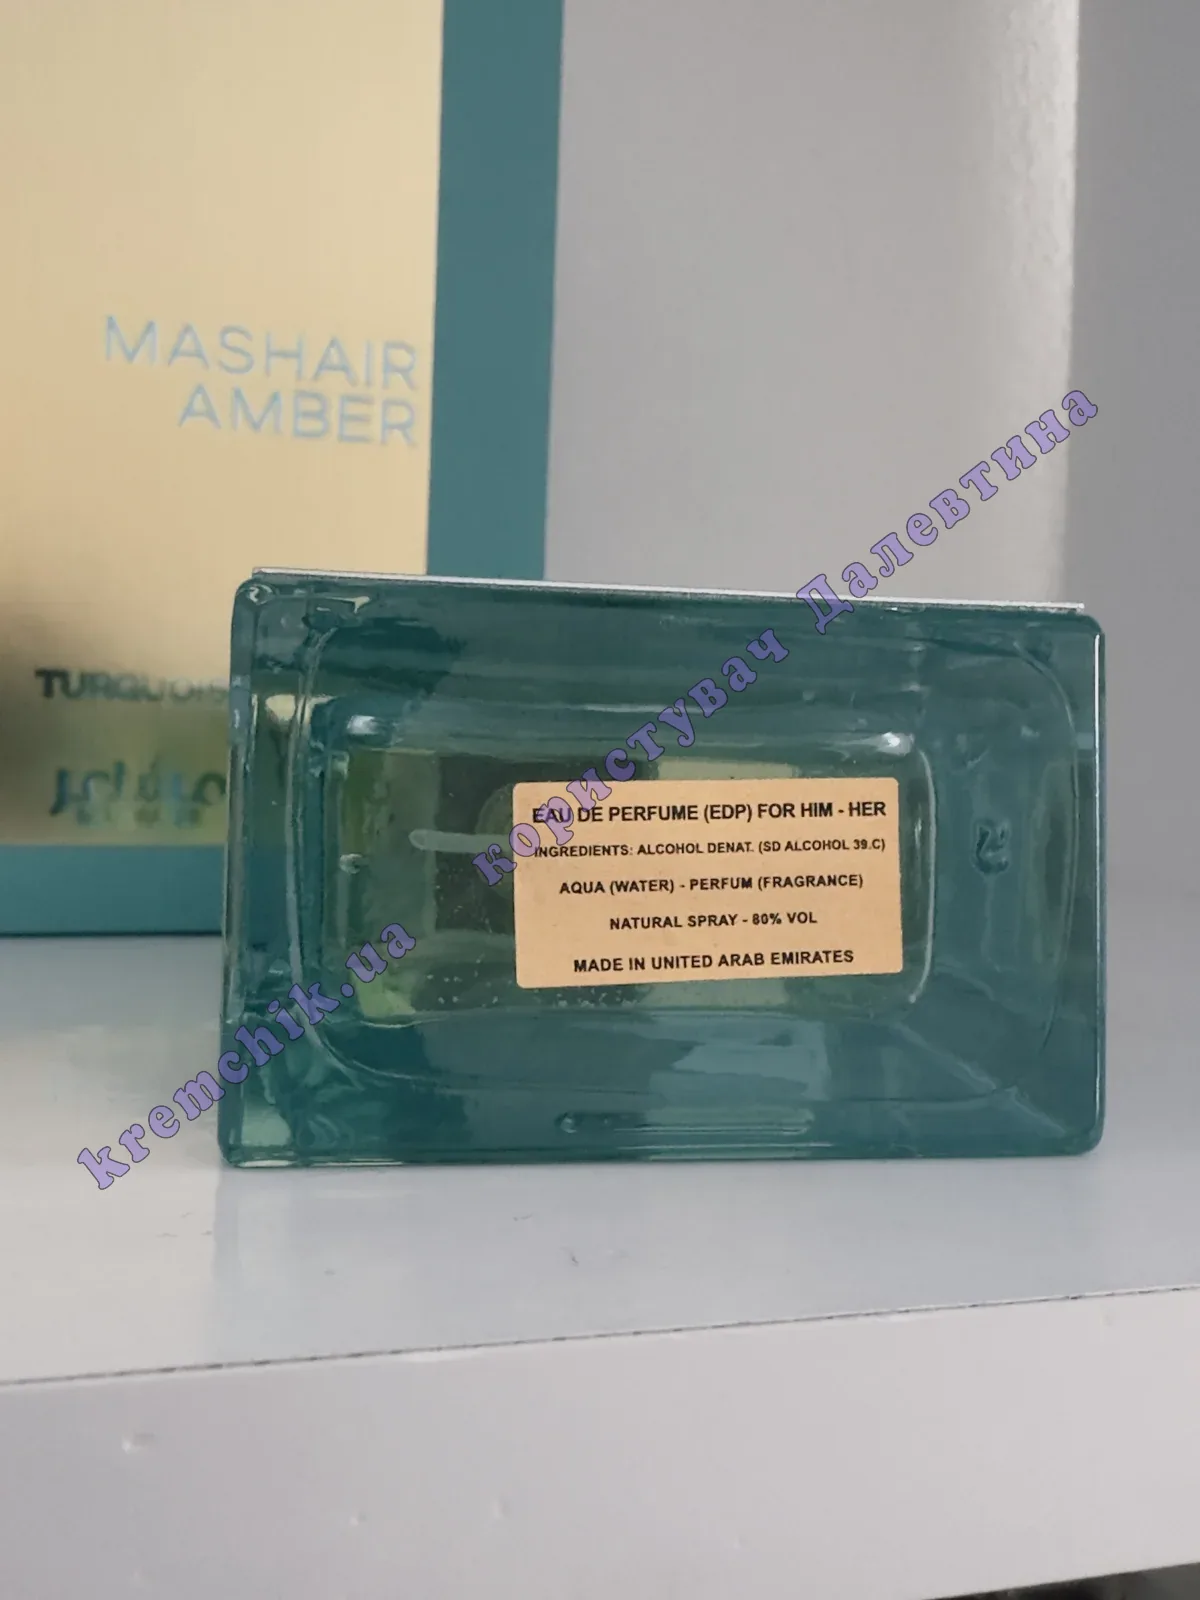 MASHAIR
AMBER
EAU DE PERFUME (EDP) FOR HIM - HER
INGREDIENTS: ALCOHOL DENAT. (SD ALCOHOL 39.C)
AQUA (WATER) - PERFUM (FRAGRANCE)
NATURAL SPRAY - 80% VOL
MADE IN UNITED ARAB EMIRATES
kremchik.ua користувач Далевтина